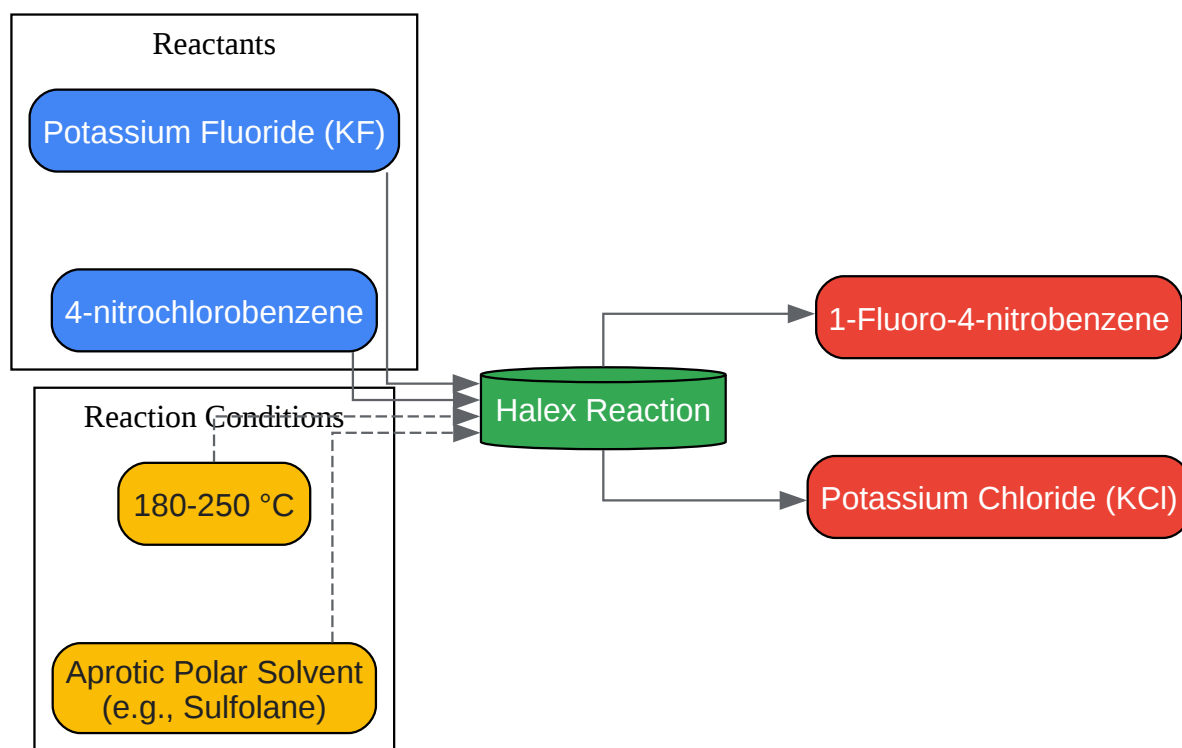 Reactants
Potassium Fluoride (KF)
4-nitrochlorobenzene
Reaction Conditions
180-250 °C
Aprotic Polar Solvent
(e.g., Sulfolane)
Halex Reaction
1-Fluoro-4-nitrobenzene
Potassium Chloride (KCl)